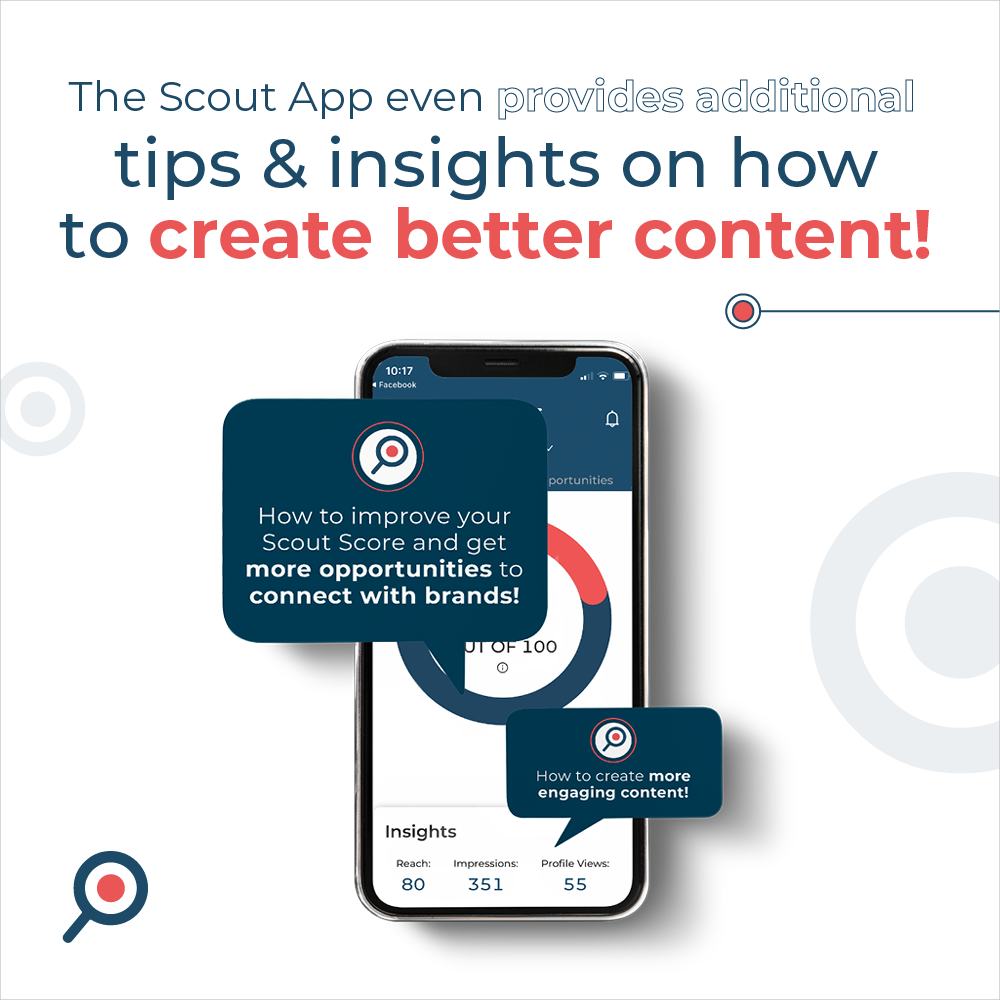 The Scout App even provides additional
tips & insights on how
to create better content!
10:17
Facebook
How to improve your
Scout Score and get
more opportunities to
connect with brands!
OF 100
How to create more
engaging content!
Insights
Reach: Impressions: Profile Views:
80 351 55